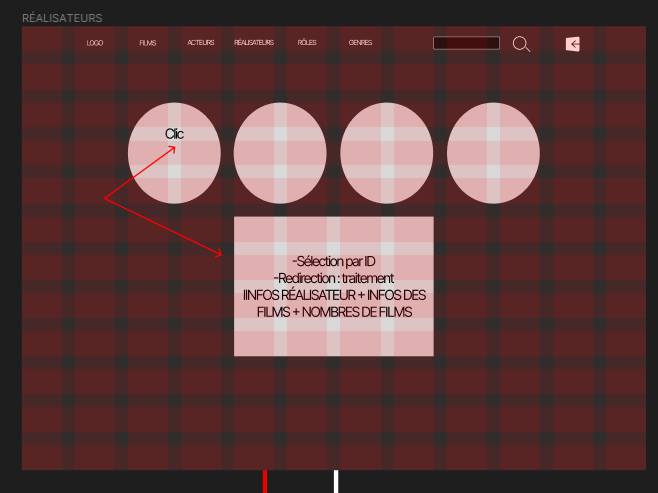 RÉALISATEURS
LOGO FILMS ACTEURS RÉALISATEURS RÔLES GENRES
Clic
-Sélection par ID
-Redirection : traitement
IINFOS RÉALISATEUR + INFOS DES
FILMS + NOMBRES DE FILMS